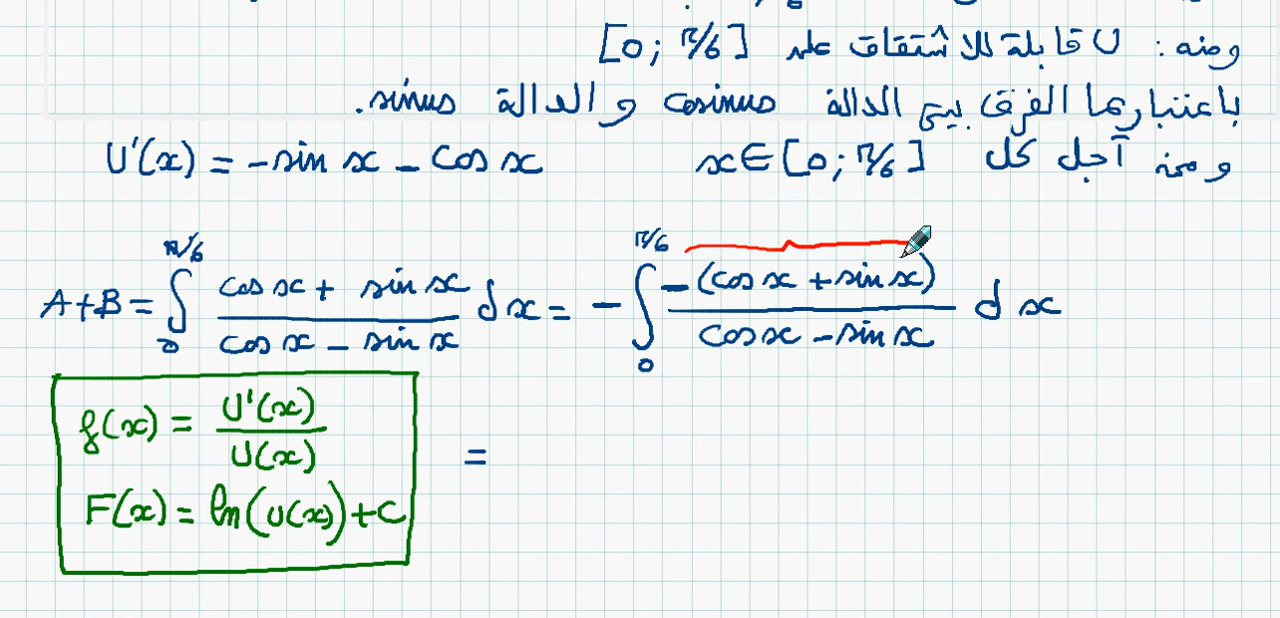 ومنه : U قابلة للاشتقاق على [0 ; π/6]
باعتبارها الفرق بين الدالة cosinus و الدالة sinus.
ومنه آجل كل x∈[0 ; π/6] U'(x) = -sin x - cos x
A+B = ∫₀^{π/6} (cos x + sin x)/(cos x - sin x) dx = - ∫₀^{π/6} -(cos x + sin x)/(cos x - sin x) dx
f(x) = U'(x)/U(x)
=
F(x) = ln(U(x)) + C